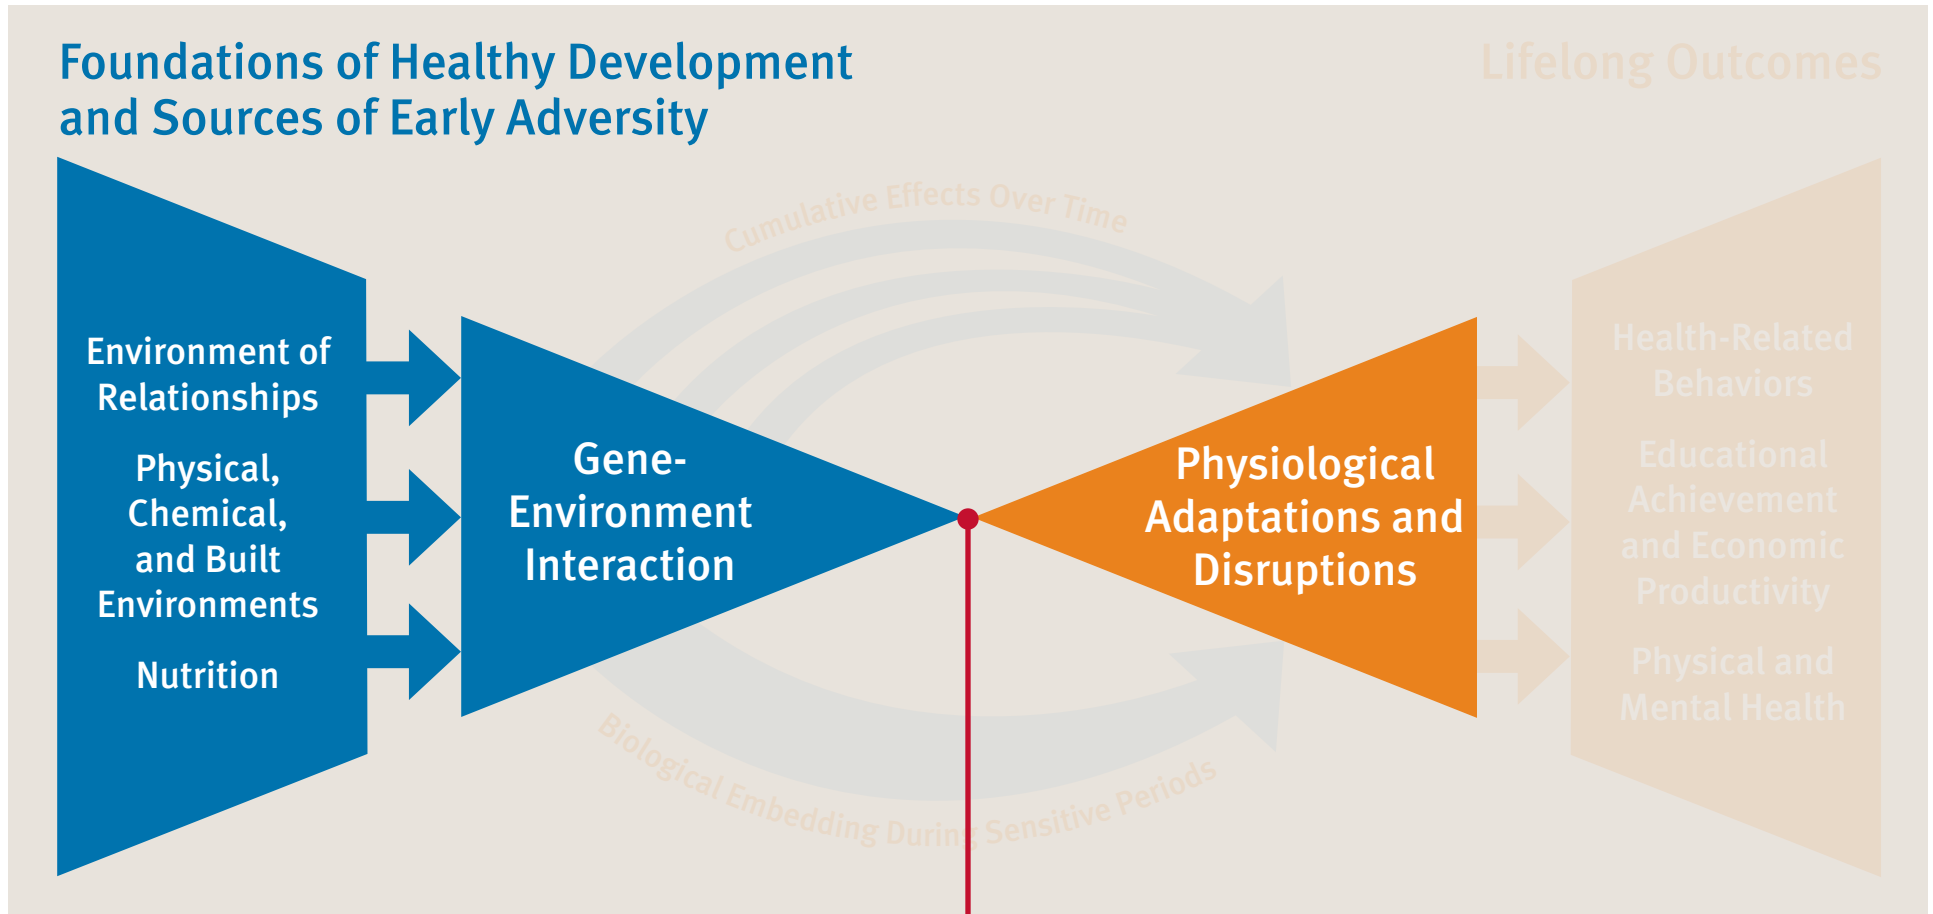 Foundations of Healthy Development
and Sources of Early Adversity
Lifelong Outcomes
Cumulative Effects Over Time
Environment of
Relationships
Physical,
Chemical,
and Built
Environments
Nutrition
Gene-
Environment
Interaction
Physiological
Adaptations and
Disruptions
Health-Related
Behaviors
Educational
Achievement
and Economic
Productivity
Physical and
Mental Health
Biological Embedding During Sensitive Periods